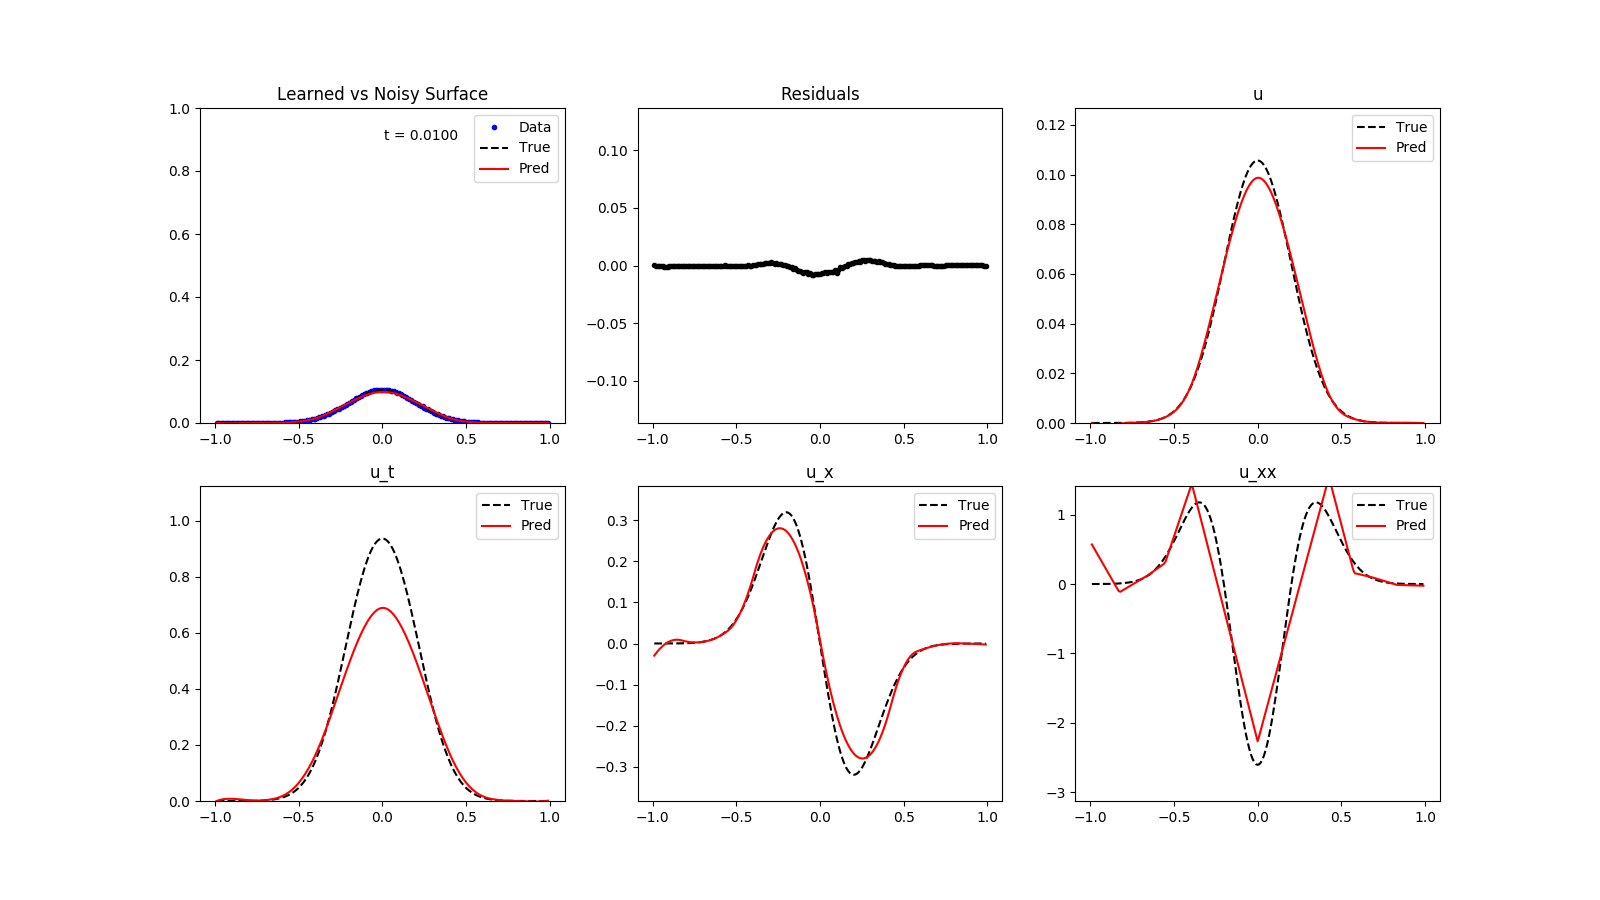 Learned vs Noisy Surface
1.0
0.8
0.6
0.4
0.2
0.0
−1.0 −0.5 0.0 0.5 1.0
t = 0.0100
Data
True
Pred
Residuals
0.10
0.05
0.00
−0.05
−0.10
−1.0 −0.5 0.0 0.5 1.0
u
0.12
0.10
0.08
0.06
0.04
0.02
0.00
−1.0 −0.5 0.0 0.5 1.0
True
Pred
u_t
1.0
0.8
0.6
0.4
0.2
0.0
−1.0 −0.5 0.0 0.5 1.0
True
Pred
u_x
0.3
0.2
0.1
0.0
−0.1
−0.2
−0.3
−1.0 −0.5 0.0 0.5 1.0
True
Pred
u_xx
1
0
−1
−2
−3
−1.0 −0.5 0.0 0.5 1.0
True
Pred